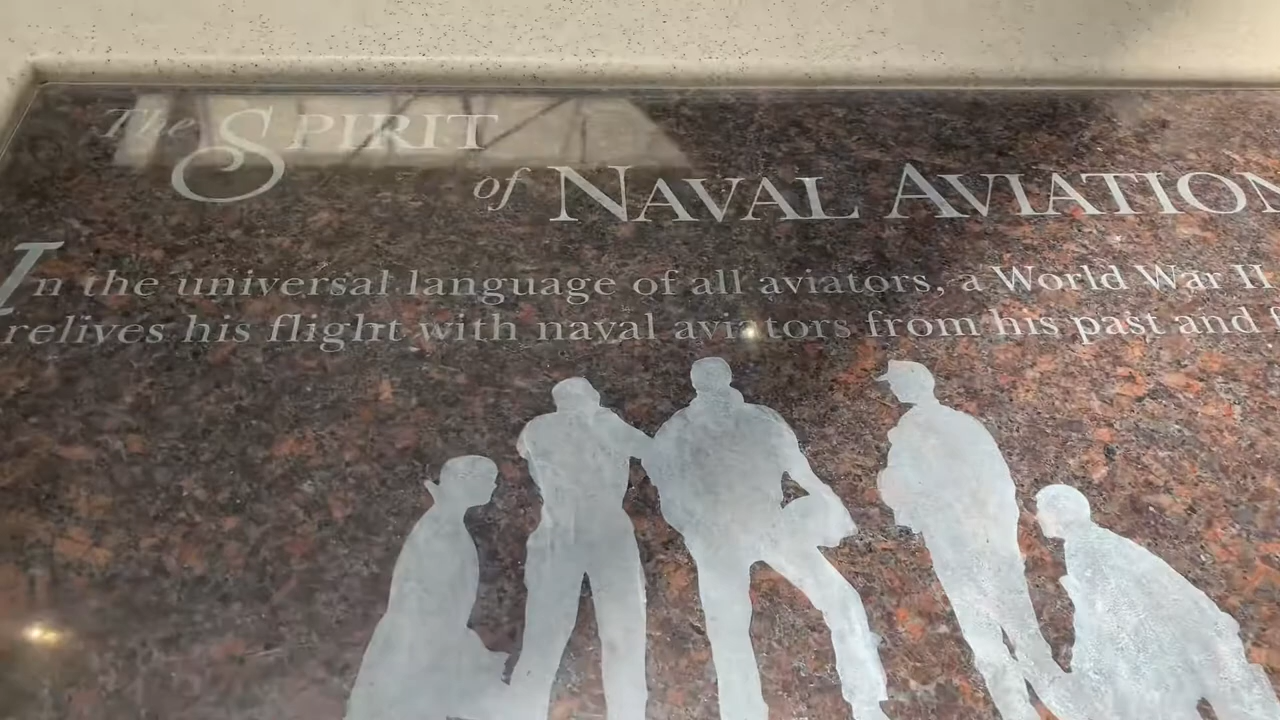 The SPIRIT
of NAVAL AVIATION
In the universal language of all aviators, a World War II
relives his flight with naval aviators from his past and